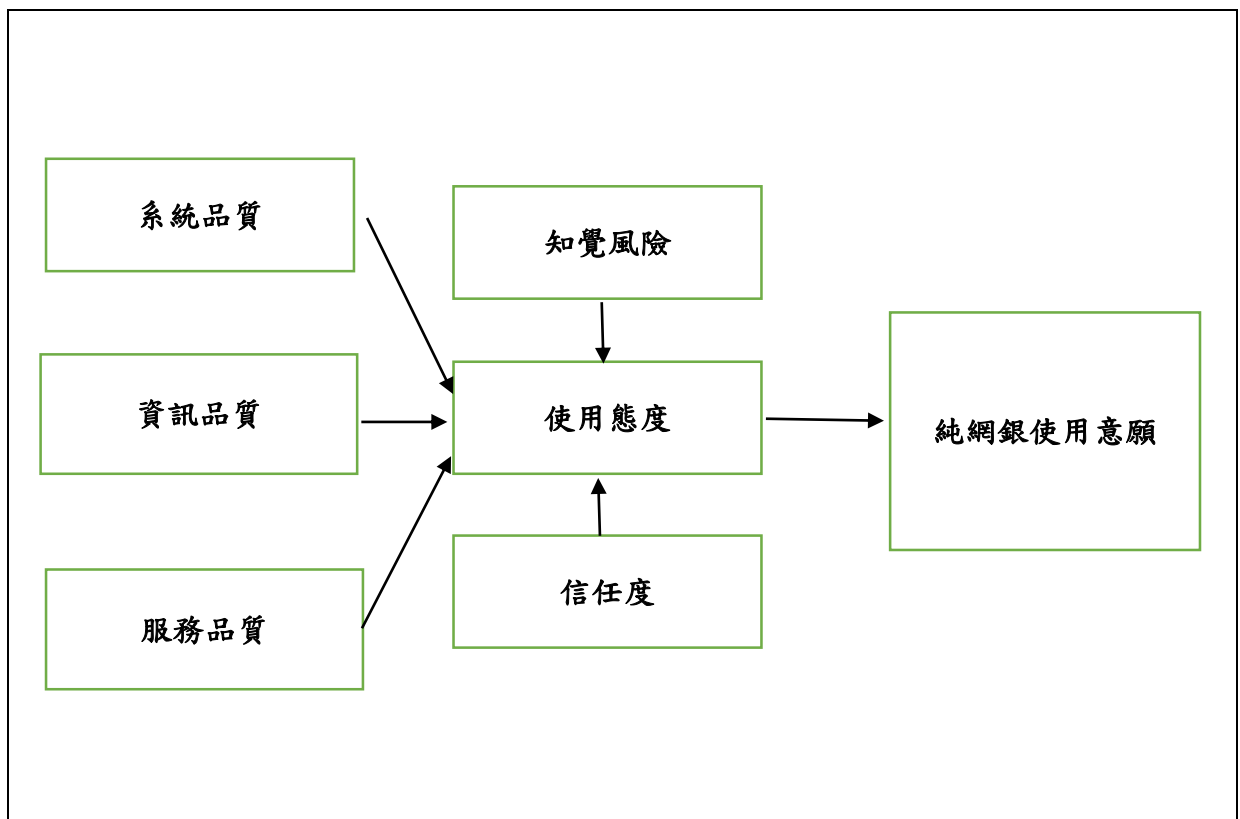 系統品質
知覺風險
資訊品質
使用態度
純網銀使用意願
服務品質
信任度